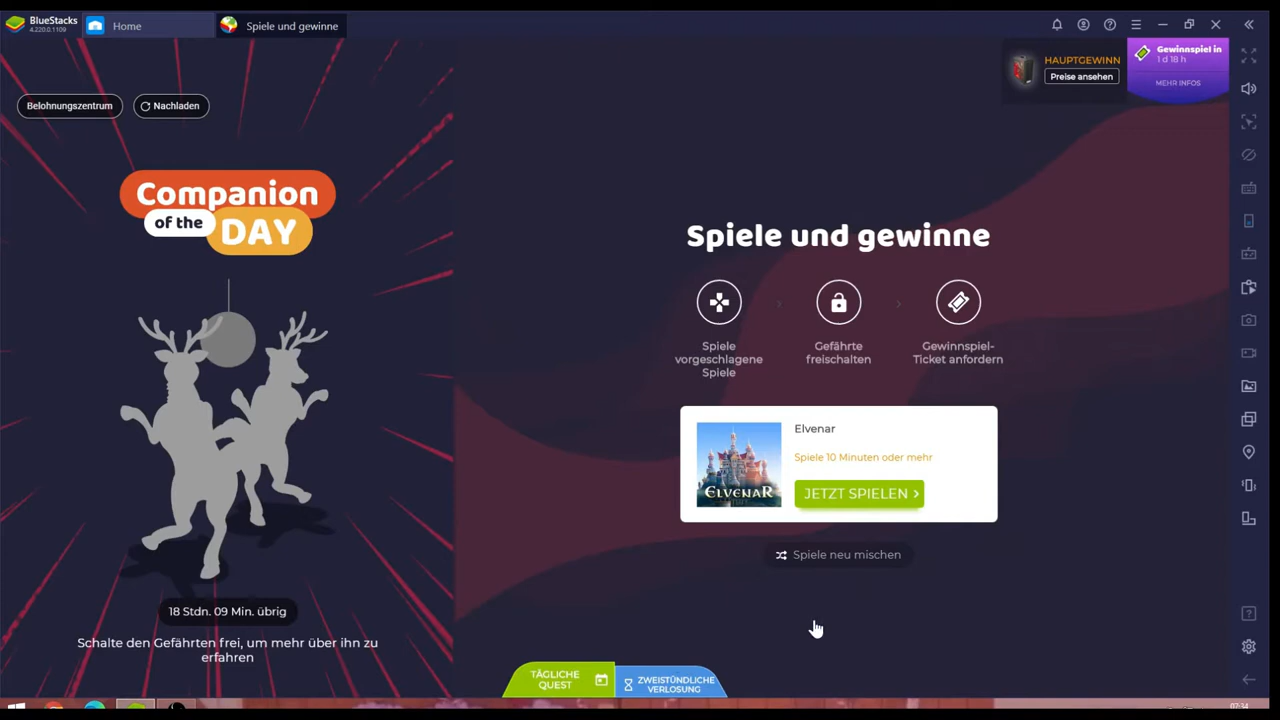 BlueStacks
4.220.0.1109
Home
Spiele und gewinne
HAUPTGEWINN
Preise ansehen
Gewinnspiel in
1 d 18 h
MEHR INFOS
Belohnungszentrum
Nachladen
Companion
of the
DAY
Spiele und gewinne
Spiele
vorgeschlagene
Spiele
Gefährte
freischalten
Gewinnspiel-
Ticket anfordern
ELVENAR
Elvenar
Spiele 10 Minuten oder mehr
JETZT SPIELEN
Spiele neu mischen
18 Stdn. 09 Min. übrig
Schalte den Gefährten frei, um mehr über ihn zu
erfahren
TÄGLICHE
QUEST
ZWEISTÜNDLICHE
VERLOSUNG
07:34